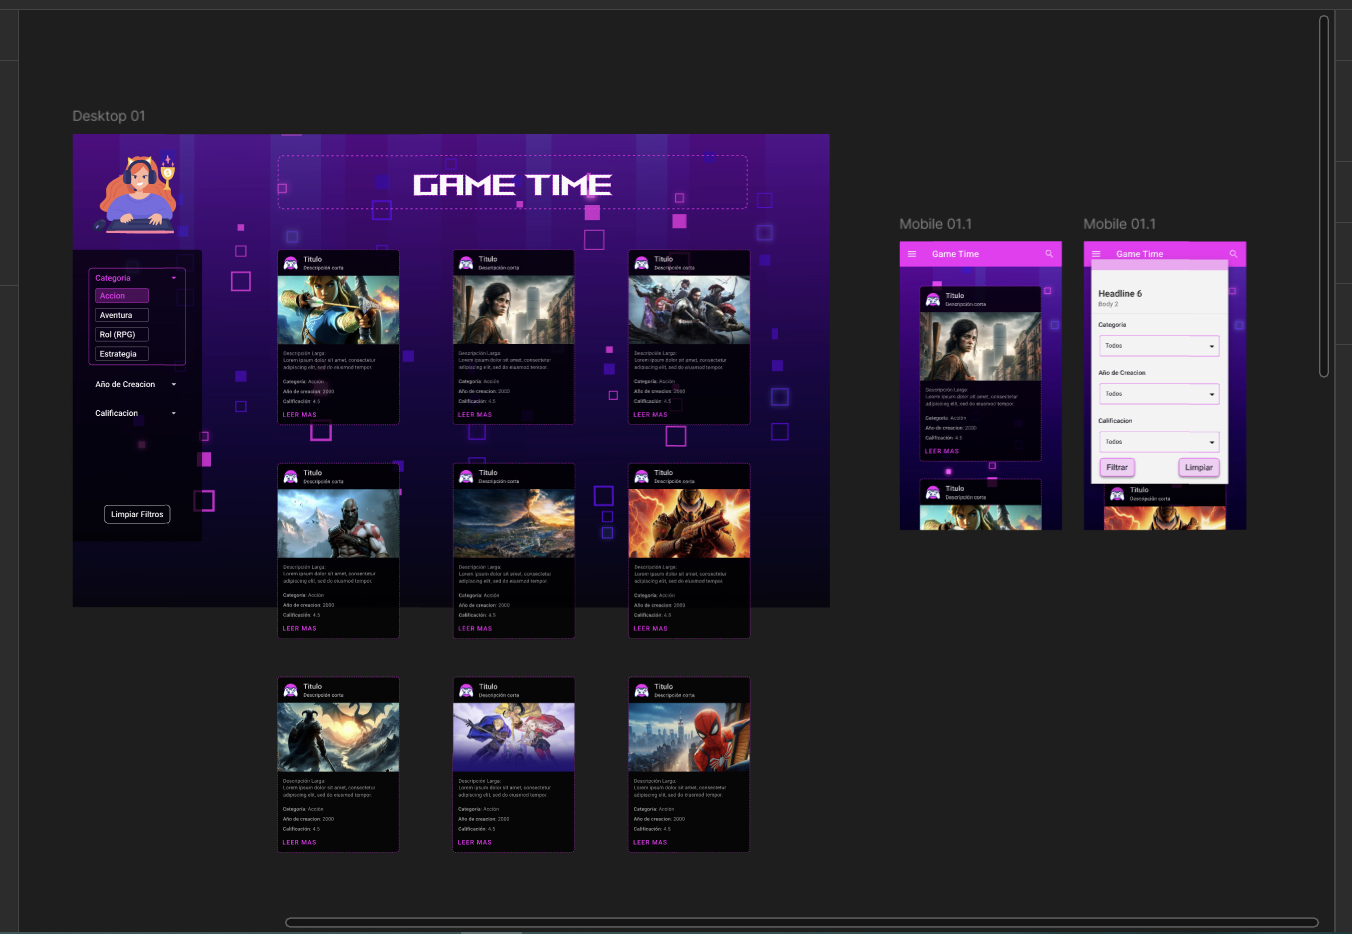 Desktop 01
GAME TIME
Categoria
Accion
Aventura
Rol (RPG)
Estrategia
Año de Creacion
Calificacion
Limpiar Filtros
Titulo
Descripción corta
Descripción Larga:
Lorem ipsum dolor sit amet, consectetur
adipiscing elit, sed do eiusmod tempor.
Categoria: Acción
Año de creacion: 2000
Calificación: 4.5
LEER MAS
Titulo
Descripción corta
Descripción Larga:
Lorem ipsum dolor sit amet, consectetur
adipiscing elit, sed do eiusmod tempor.
Categoria: Acción
Año de creacion: 2000
Calificación: 4.5
LEER MAS
Titulo
Descripción corta
Descripción Larga:
Lorem ipsum dolor sit amet, consectetur
adipiscing elit, sed do eiusmod tempor.
Categoria: Acción
Año de creacion: 2000
Calificación: 4.5
LEER MAS
Titulo
Descripción corta
Descripción Larga:
Lorem ipsum dolor sit amet, consectetur
adipiscing elit, sed do eiusmod tempor.
Categoria: Acción
Año de creacion: 2000
Calificación: 4.5
LEER MAS
Titulo
Descripción corta
Descripción Larga:
Lorem ipsum dolor sit amet, consectetur
adipiscing elit, sed do eiusmod tempor.
Categoria: Acción
Año de creacion: 2000
Calificación: 4.5
LEER MAS
Titulo
Descripción corta
Descripción Larga:
Lorem ipsum dolor sit amet, consectetur
adipiscing elit, sed do eiusmod tempor.
Categoria: Acción
Año de creacion: 2000
Calificación: 4.5
LEER MAS
Titulo
Descripción corta
Descripción Larga:
Lorem ipsum dolor sit amet, consectetur
adipiscing elit, sed do eiusmod tempor.
Categoria: Acción
Año de creacion: 2000
Calificación: 4.5
LEER MAS
Titulo
Descripción corta
Descripción Larga:
Lorem ipsum dolor sit amet, consectetur
adipiscing elit, sed do eiusmod tempor.
Categoria: Acción
Año de creacion: 2000
Calificación: 4.5
LEER MAS
Titulo
Descripción corta
Descripción Larga:
Lorem ipsum dolor sit amet, consectetur
adipiscing elit, sed do eiusmod tempor.
Categoria: Acción
Año de creacion: 2000
Calificación: 4.5
LEER MAS
Mobile 01.1
Game Time
Titulo
Descripción corta
Descripción Larga:
Lorem ipsum dolor sit amet, consectetur
adipiscing elit, sed do eiusmod tempor.
Categoria: Acción
Año de creacion: 2000
Calificación: 4.5
LEER MAS
Titulo
Descripción corta
Mobile 01.1
Game Time
Headline 6
Body 2
Categoria
Todos
Año de Creacion
Todos
Calificacion
Todos
Filtrar
Limpiar
Titulo
Descripción corta